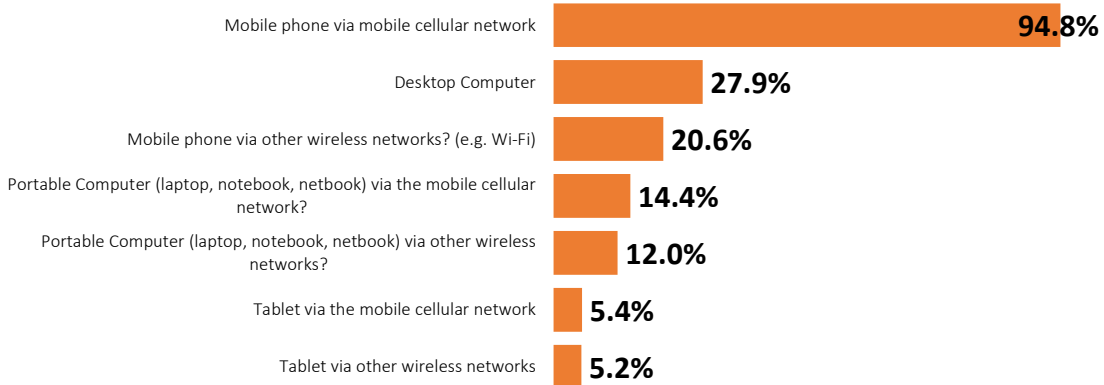 Mobile phone via mobile cellular network
94.8%
Desktop Computer
27.9%
Mobile phone via other wireless networks? (e.g. Wi-Fi)
20.6%
Portable Computer (laptop, notebook, netbook) via the mobile cellular
network?
14.4%
Portable Computer (laptop, notebook, netbook) via other wireless
networks?
12.0%
Tablet via the mobile cellular network
5.4%
Tablet via other wireless networks
5.2%